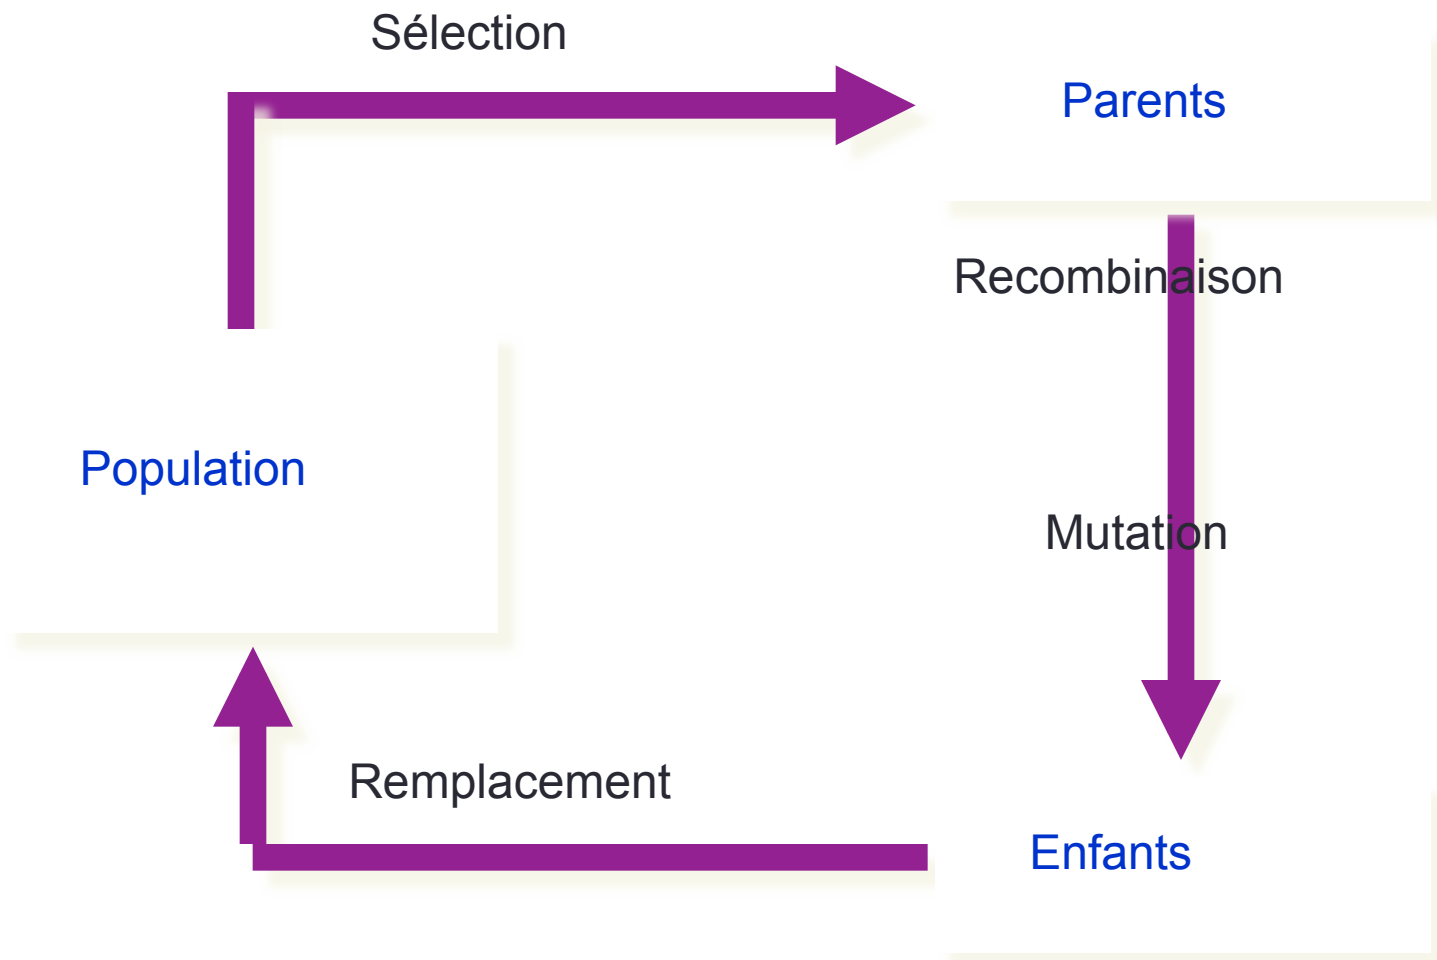 Sélection
Parents
Recombinaison
Population
Mutation
Remplacement
Enfants